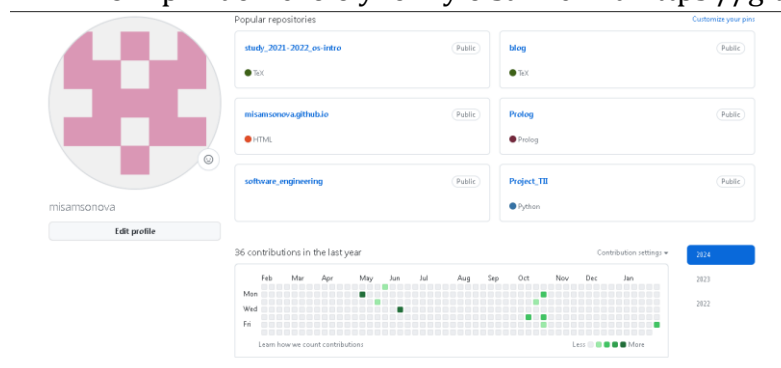 Popular repositories
Customize your pins
study_2021-2022_os-intro
Public
TeX
blog
Public
TeX
misamsonova.github.io
Public
HTML
Prolog
Public
Prolog
software_engineering
Public
Project_TII
Public
Python
misamsonova
Edit profile
36 contributions in the last year
Contribution settings
2024
2023
2022
Feb Mar Apr May Jun Jul Aug Sep Oct Nov Dec Jan
Mon
Wed
Fri
Learn how we count contributions
Less More